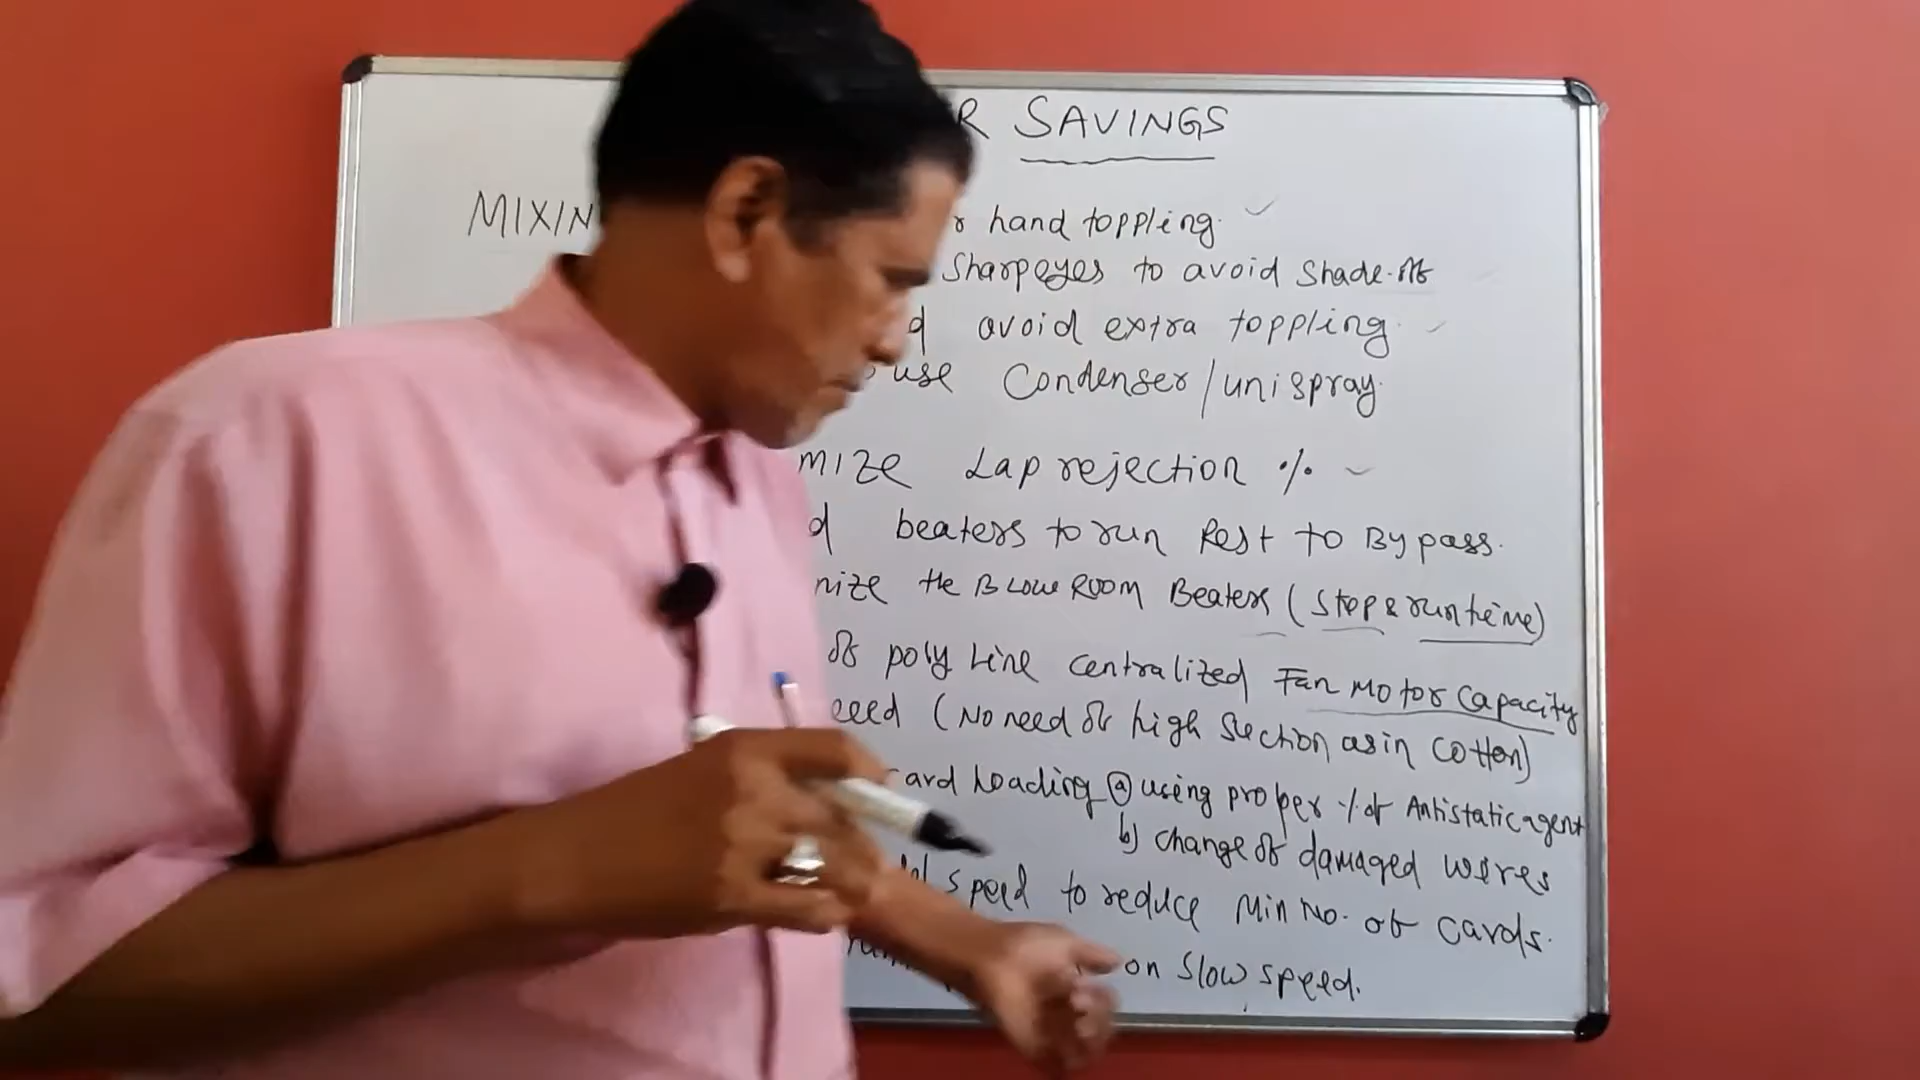 R SAVINGS
MIXIN hand toppling.
Sharpeyes to avoid Shade.
avoid extra toppling.
use Condenser/unispray.
MIZE Lap rejection %
beaters to run Rest to By pass.
nize the BLOW ROOM Beaters (Stop & run time)
of poly Line centralized Fan MOTOR Capacity
eeed (No need of high Suction as in Cotton)
ard Loading ⓐ using proper % of Antistatic agent
b) change of damaged wires
speed to reduce Min No. of Cards.
on Slow speed.